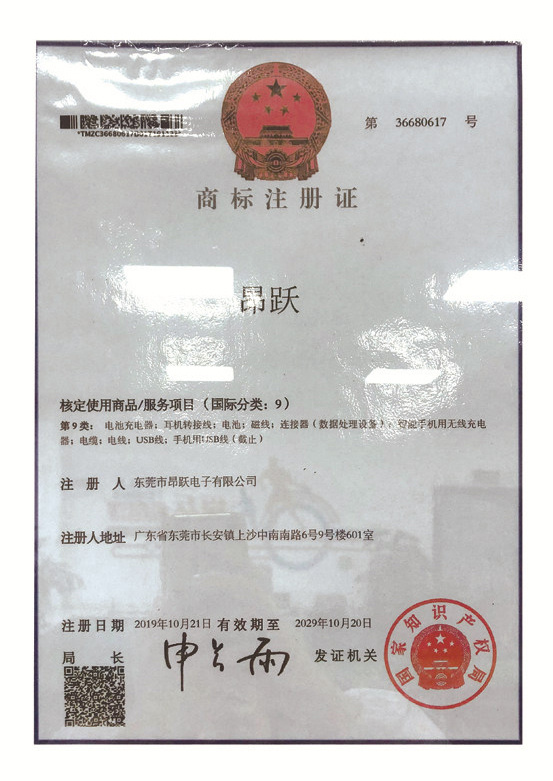 第 36680617 号
商标注册证
昂跃
核定使用商品/服务项目（国际分类：9）
第9类：电池充电器；耳机转接线；电池；磁线；连接器（数据处理设备）；智能手机用无线充电
器；电缆；电线；USB线；手机用USB线（截止）
注册人 东莞市昂跃电子有限公司
注册人地址 广东省东莞市长安镇上沙中南南路6号9号楼601室
注册日期 2019年10月21日 有效期至 2029年10月20日
局长 申长雨 发证机关
国家知识产权局